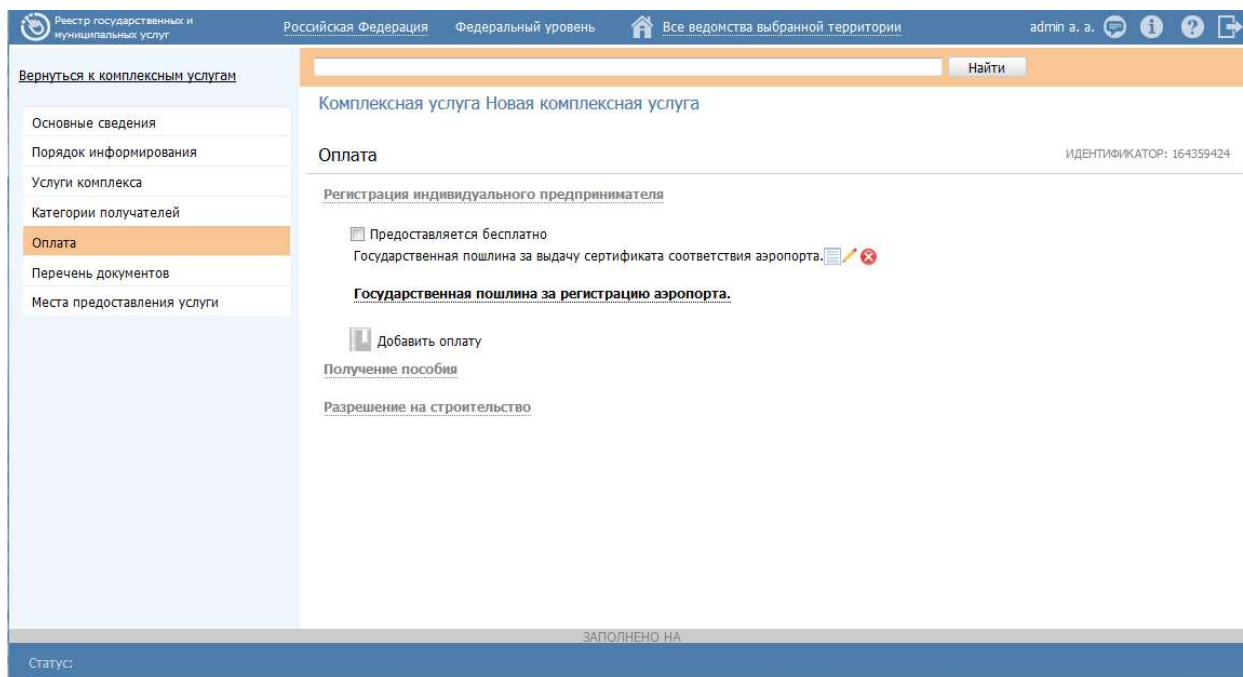 Реестр государственных и
муниципальных услуг
Российская Федерация Федеральный уровень Все ведомства выбранной территории admin a. a.
Вернуться к комплексным услугам
Найти
Комплексная услуга Новая комплексная услуга
Основные сведения
Порядок информирования
Услуги комплекса
Категории получателей
Оплата
Перечень документов
Места предоставления услуги
Оплата ИДЕНТИФИКАТОР: 164359424
Регистрация индивидуального предпринимателя
Предоставляется бесплатно
Государственная пошлина за выдачу сертификата соответствия аэропорта.
Государственная пошлина за регистрацию аэропорта.
Добавить оплату
Получение пособия
Разрешение на строительство
ЗАПОЛНЕНО НА
Статус: